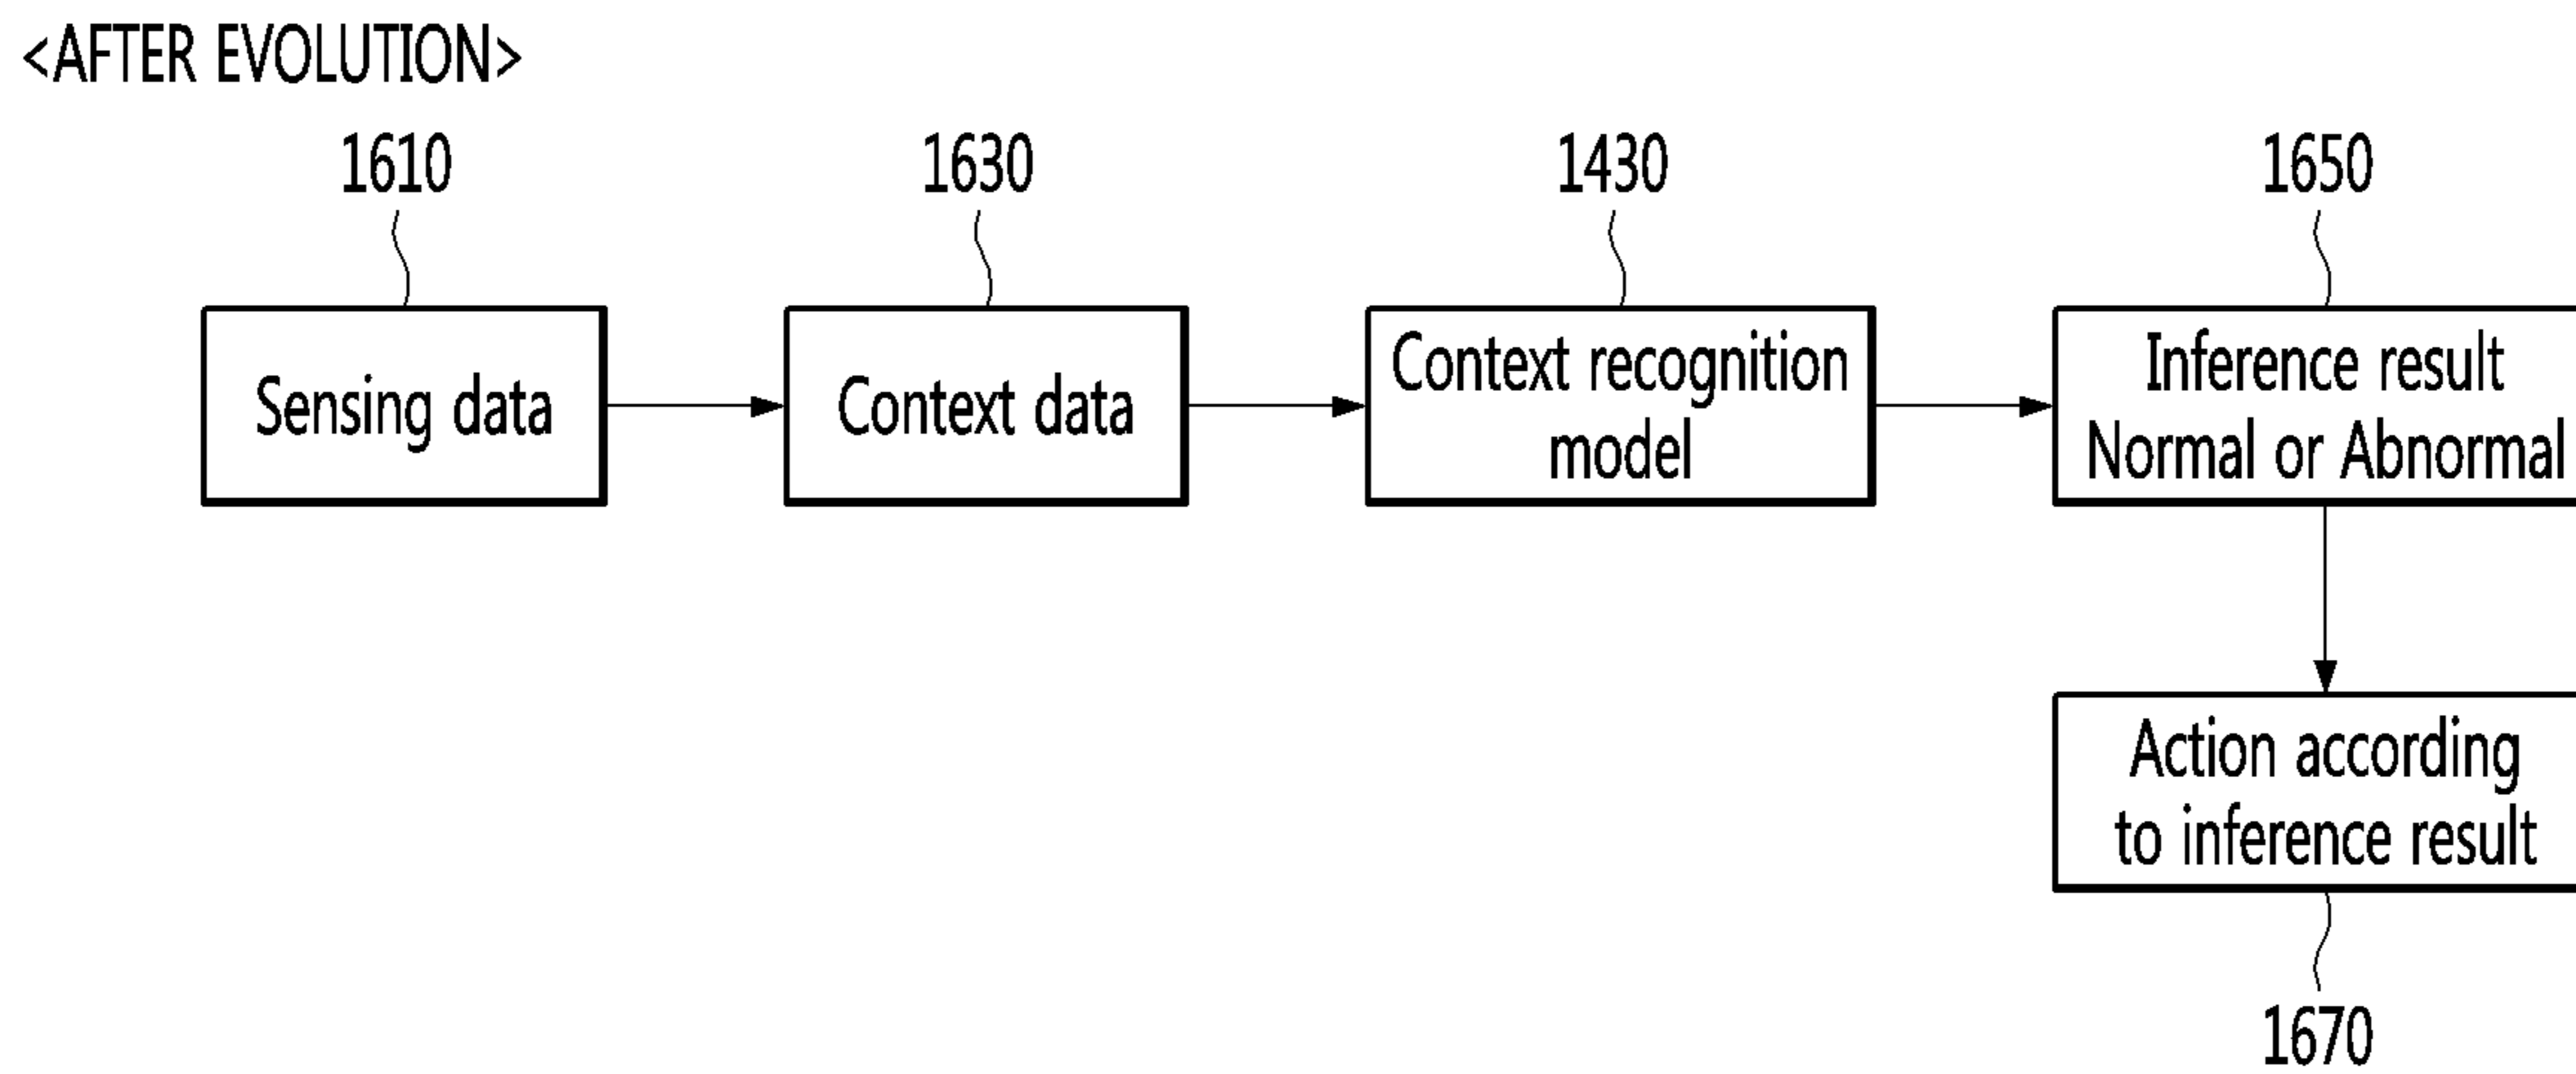 <AFTER EVOLUTION>
1610
1630
1430
1650
Sensing data
Context data
Context recognition
model
Inference result
Normal or Abnormal
Action according
to inference result
1670